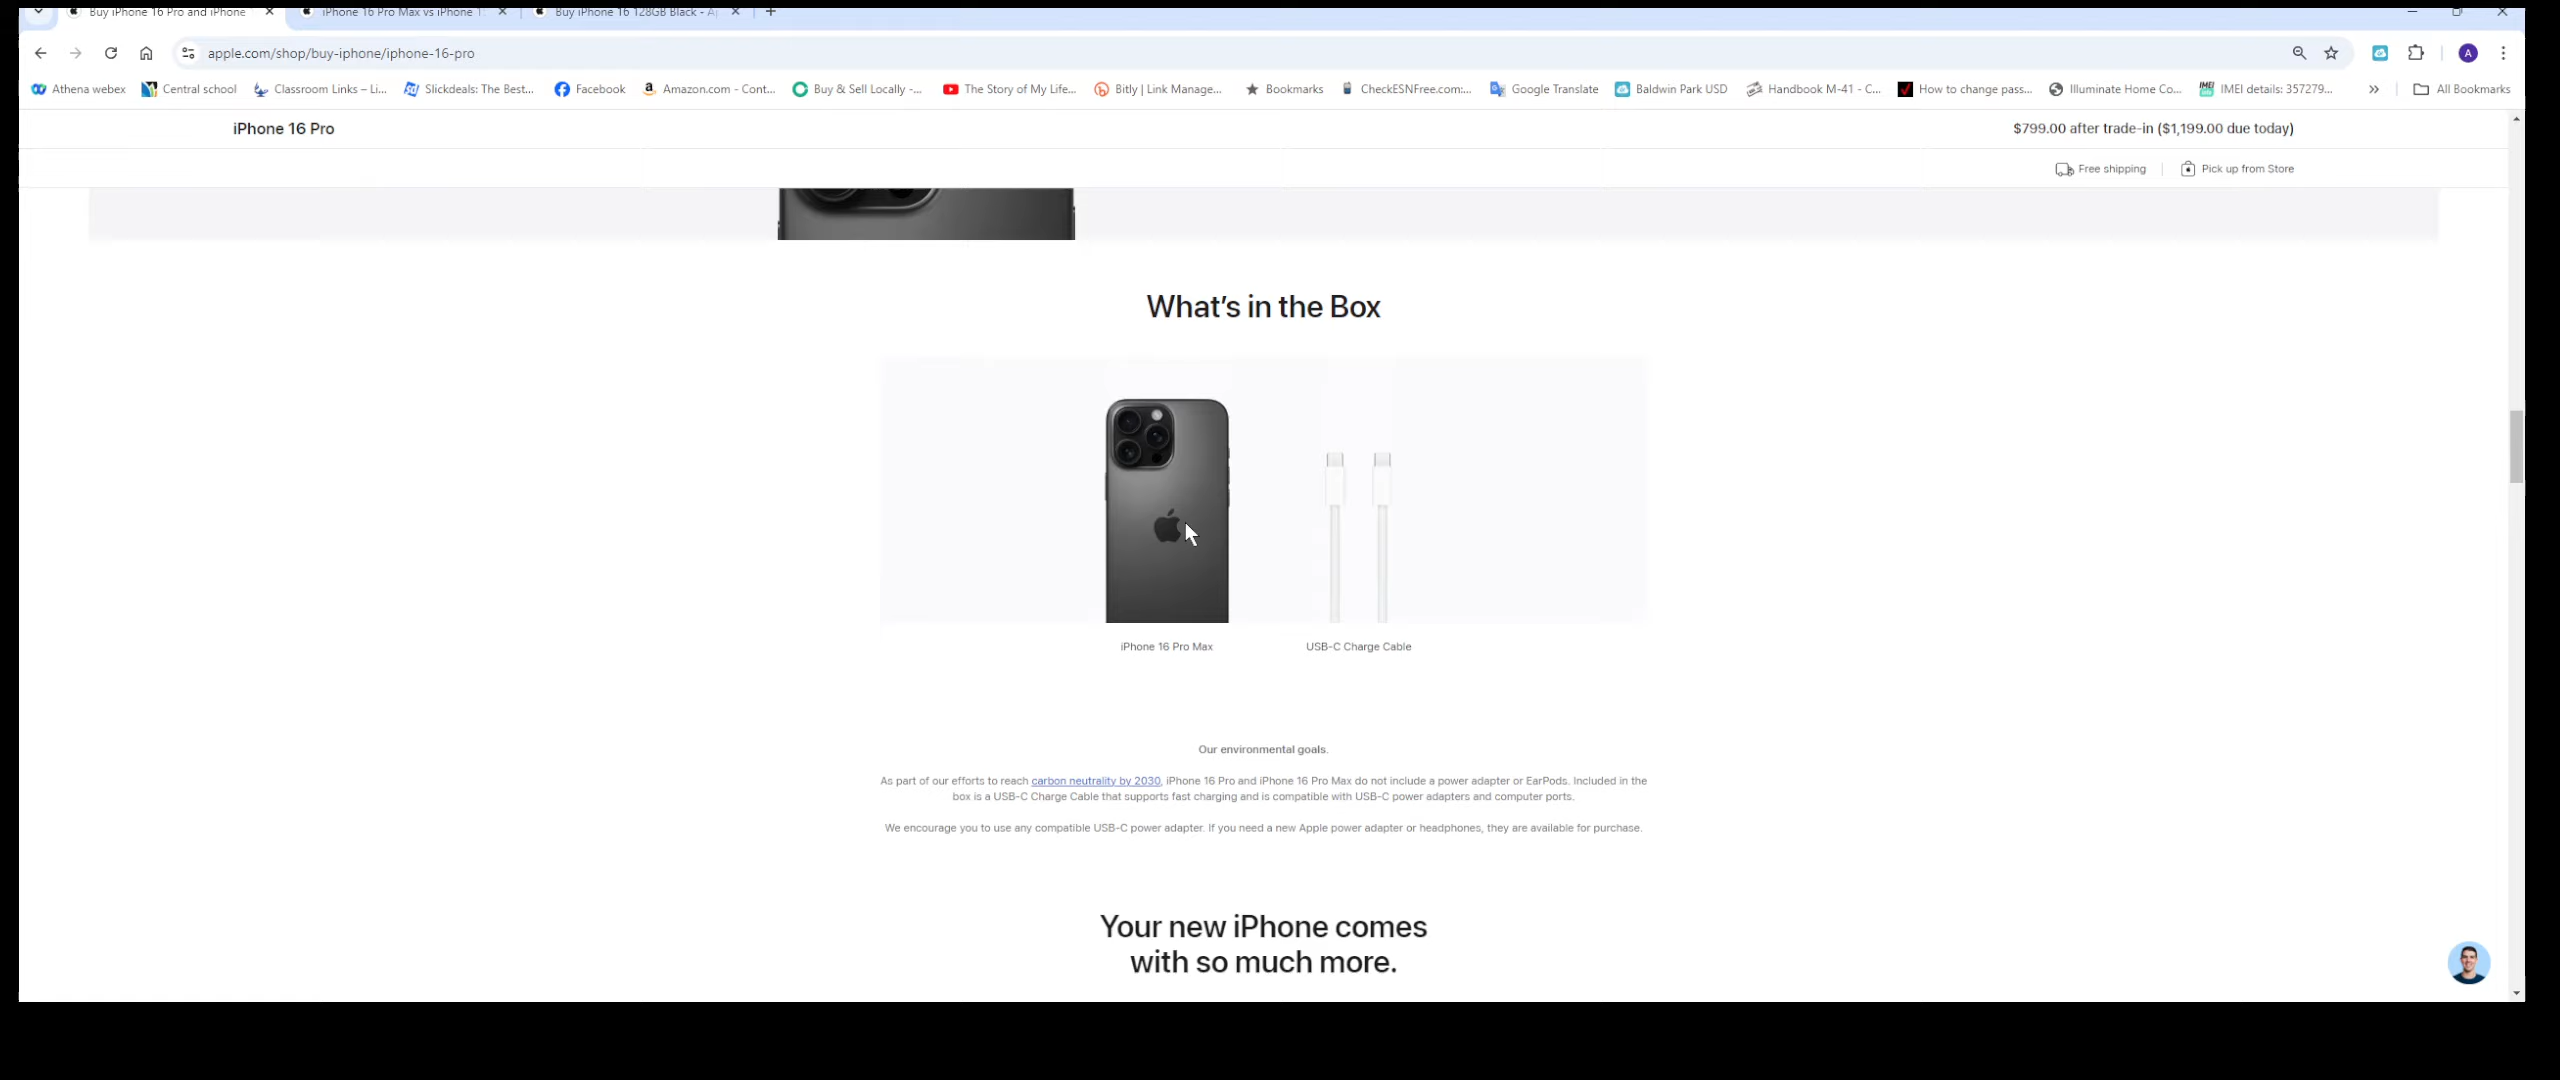 Buy iPhone 16 Pro and iPhone
iPhone 16 Pro Max vs iPhone 1
Buy iPhone 16 128GB Black - A
apple.com/shop/buy-iphone/iphone-16-pro
A
Athena webex
Central school
Classroom Links – Li...
Slickdeals: The Best...
Facebook
Amazon.com - Cont...
Buy & Sell Locally -...
The Story of My Life...
Bitly | Link Manage...
Bookmarks
CheckESNFree.com:...
Google Translate
Baldwin Park USD
Handbook M-41 - C...
How to change pass...
Illuminate Home Co...
IMEI details: 357279...
All Bookmarks
iPhone 16 Pro
$799.00 after trade-in ($1,199.00 due today)
Free shipping
Pick up from Store
What's in the Box
iPhone 16 Pro Max
USB-C Charge Cable
Our environmental goals.
As part of our efforts to reach carbon neutrality by 2030, iPhone 16 Pro and iPhone 16 Pro Max do not include a power adapter or EarPods. Included in the
box is a USB-C Charge Cable that supports fast charging and is compatible with USB-C power adapters and computer ports.
We encourage you to use any compatible USB-C power adapter. If you need a new Apple power adapter or headphones, they are available for purchase.
Your new iPhone comes
with so much more.